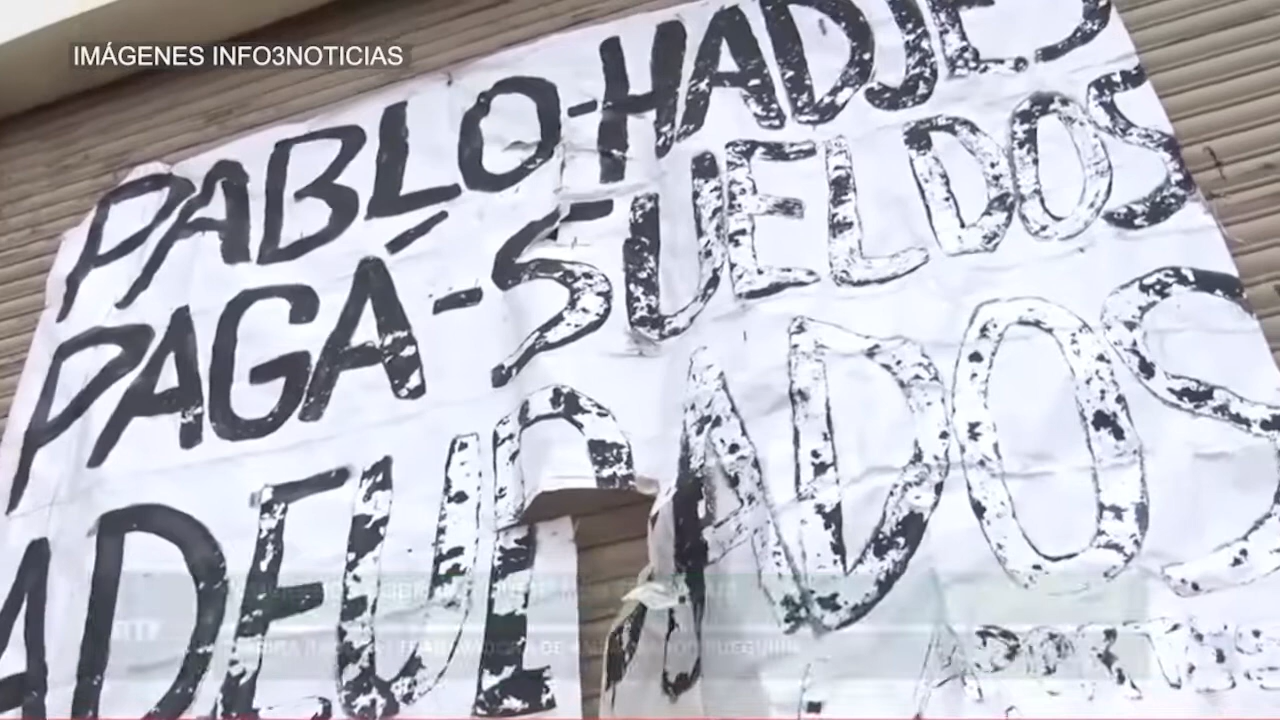 IMÁGENES INFO3NOTICIAS
PABLO-HADJES
PAGÁ-SUELDOS
ADEUDADOS